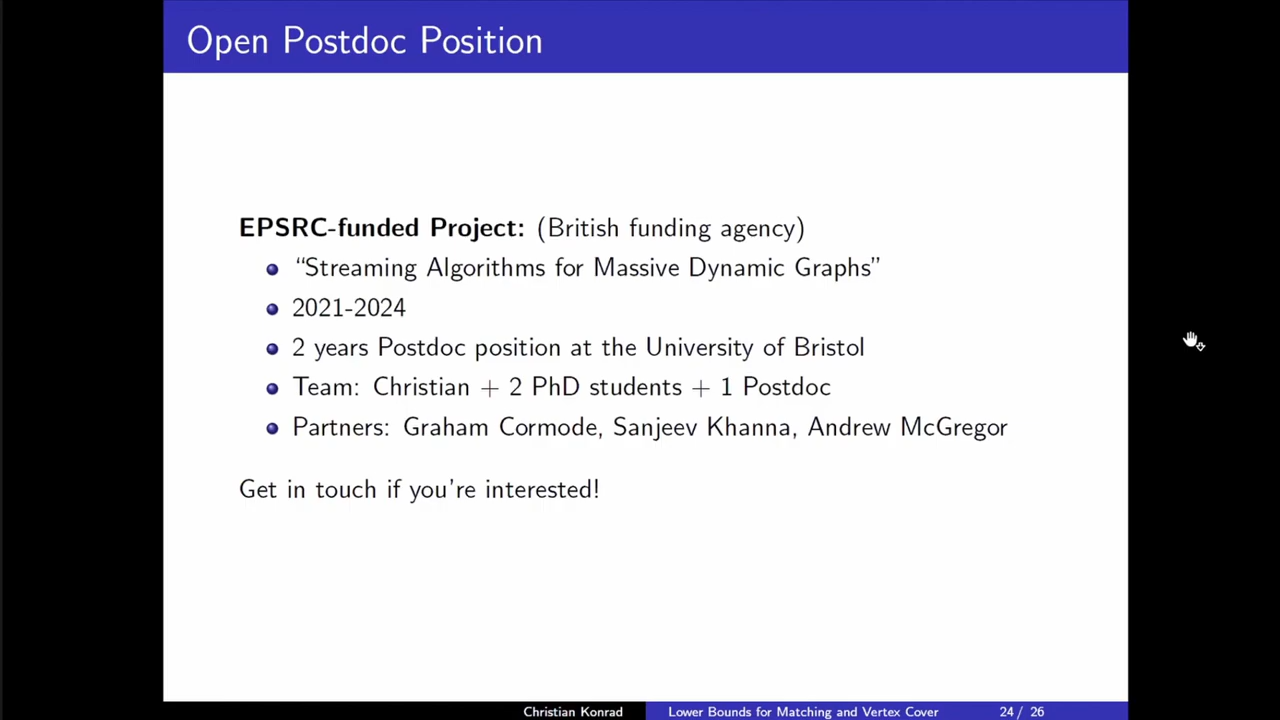 Open Postdoc Position
EPSRC-funded Project: (British funding agency)
“Streaming Algorithms for Massive Dynamic Graphs”
2021-2024
2 years Postdoc position at the University of Bristol
Team: Christian + 2 PhD students + 1 Postdoc
Partners: Graham Cormode, Sanjeev Khanna, Andrew McGregor
Get in touch if you're interested!
Christian Konrad Lower Bounds for Matching and Vertex Cover 24 / 26